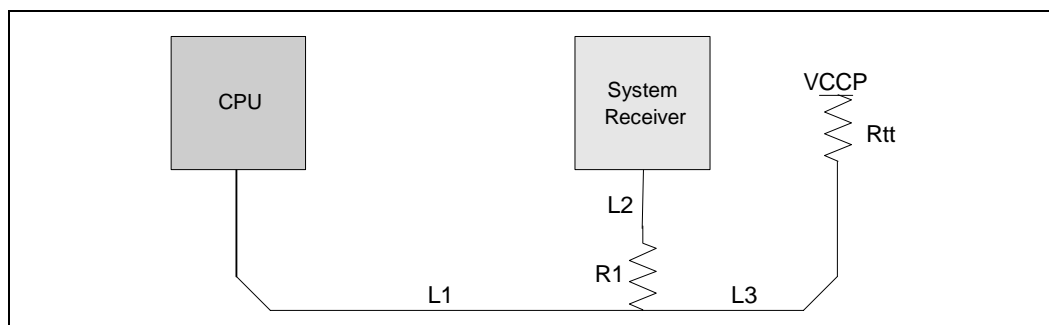 CPU
System
Receiver
VCCP
Rtt
L2
R1
L1
L3